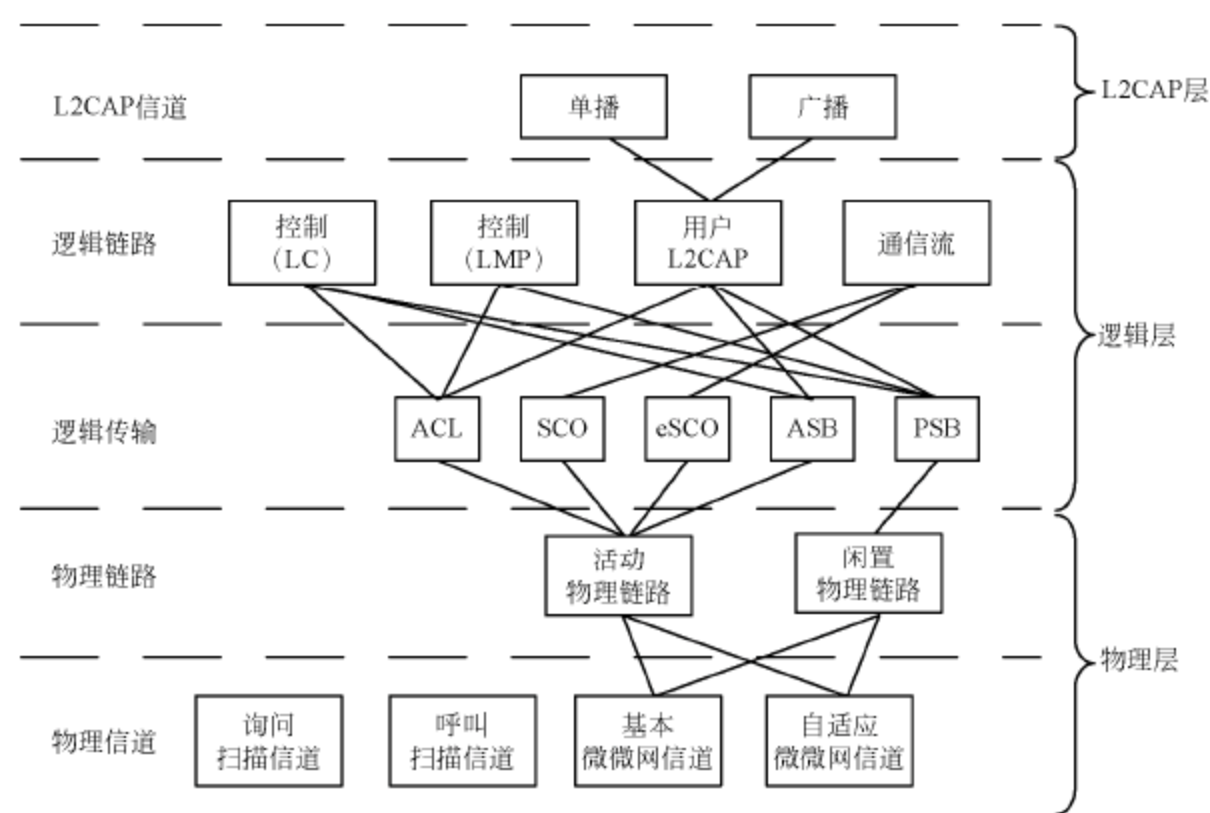 L2CAP信道
单播
广播
L2CAP层
逻辑链路
控制
（LC）
控制
（LMP）
用户
L2CAP
通信流
逻辑层
逻辑传输
ACL
SCO
eSCO
ASB
PSB
物理链路
活动
物理链路
闲置
物理链路
物理层
物理信道
询问
扫描信道
呼叫
扫描信道
基本
微微网信道
自适应
微微网信道